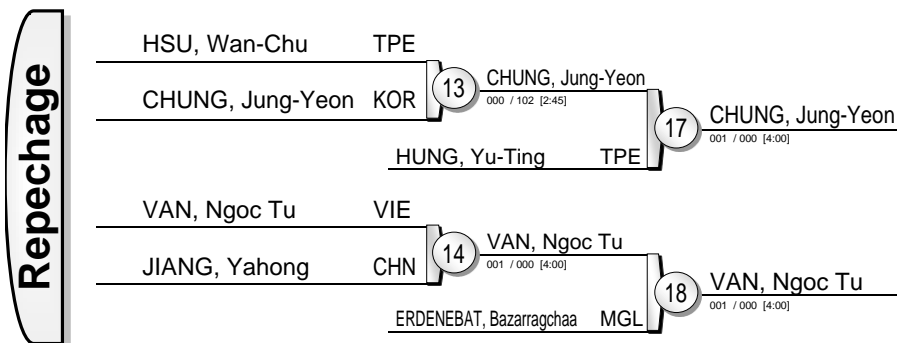 Repechage
HSU, Wan-Chu TPE
CHUNG, Jung-Yeon KOR
13
CHUNG, Jung-Yeon
000 / 102 [2:45]
HUNG, Yu-Ting TPE
17
CHUNG, Jung-Yeon
001 / 000 [4:00]
VAN, Ngoc Tu VIE
JIANG, Yahong CHN
14
VAN, Ngoc Tu
001 / 000 [4:00]
ERDENEBAT, Bazarragchaa MGL
18
VAN, Ngoc Tu
001 / 000 [4:00]